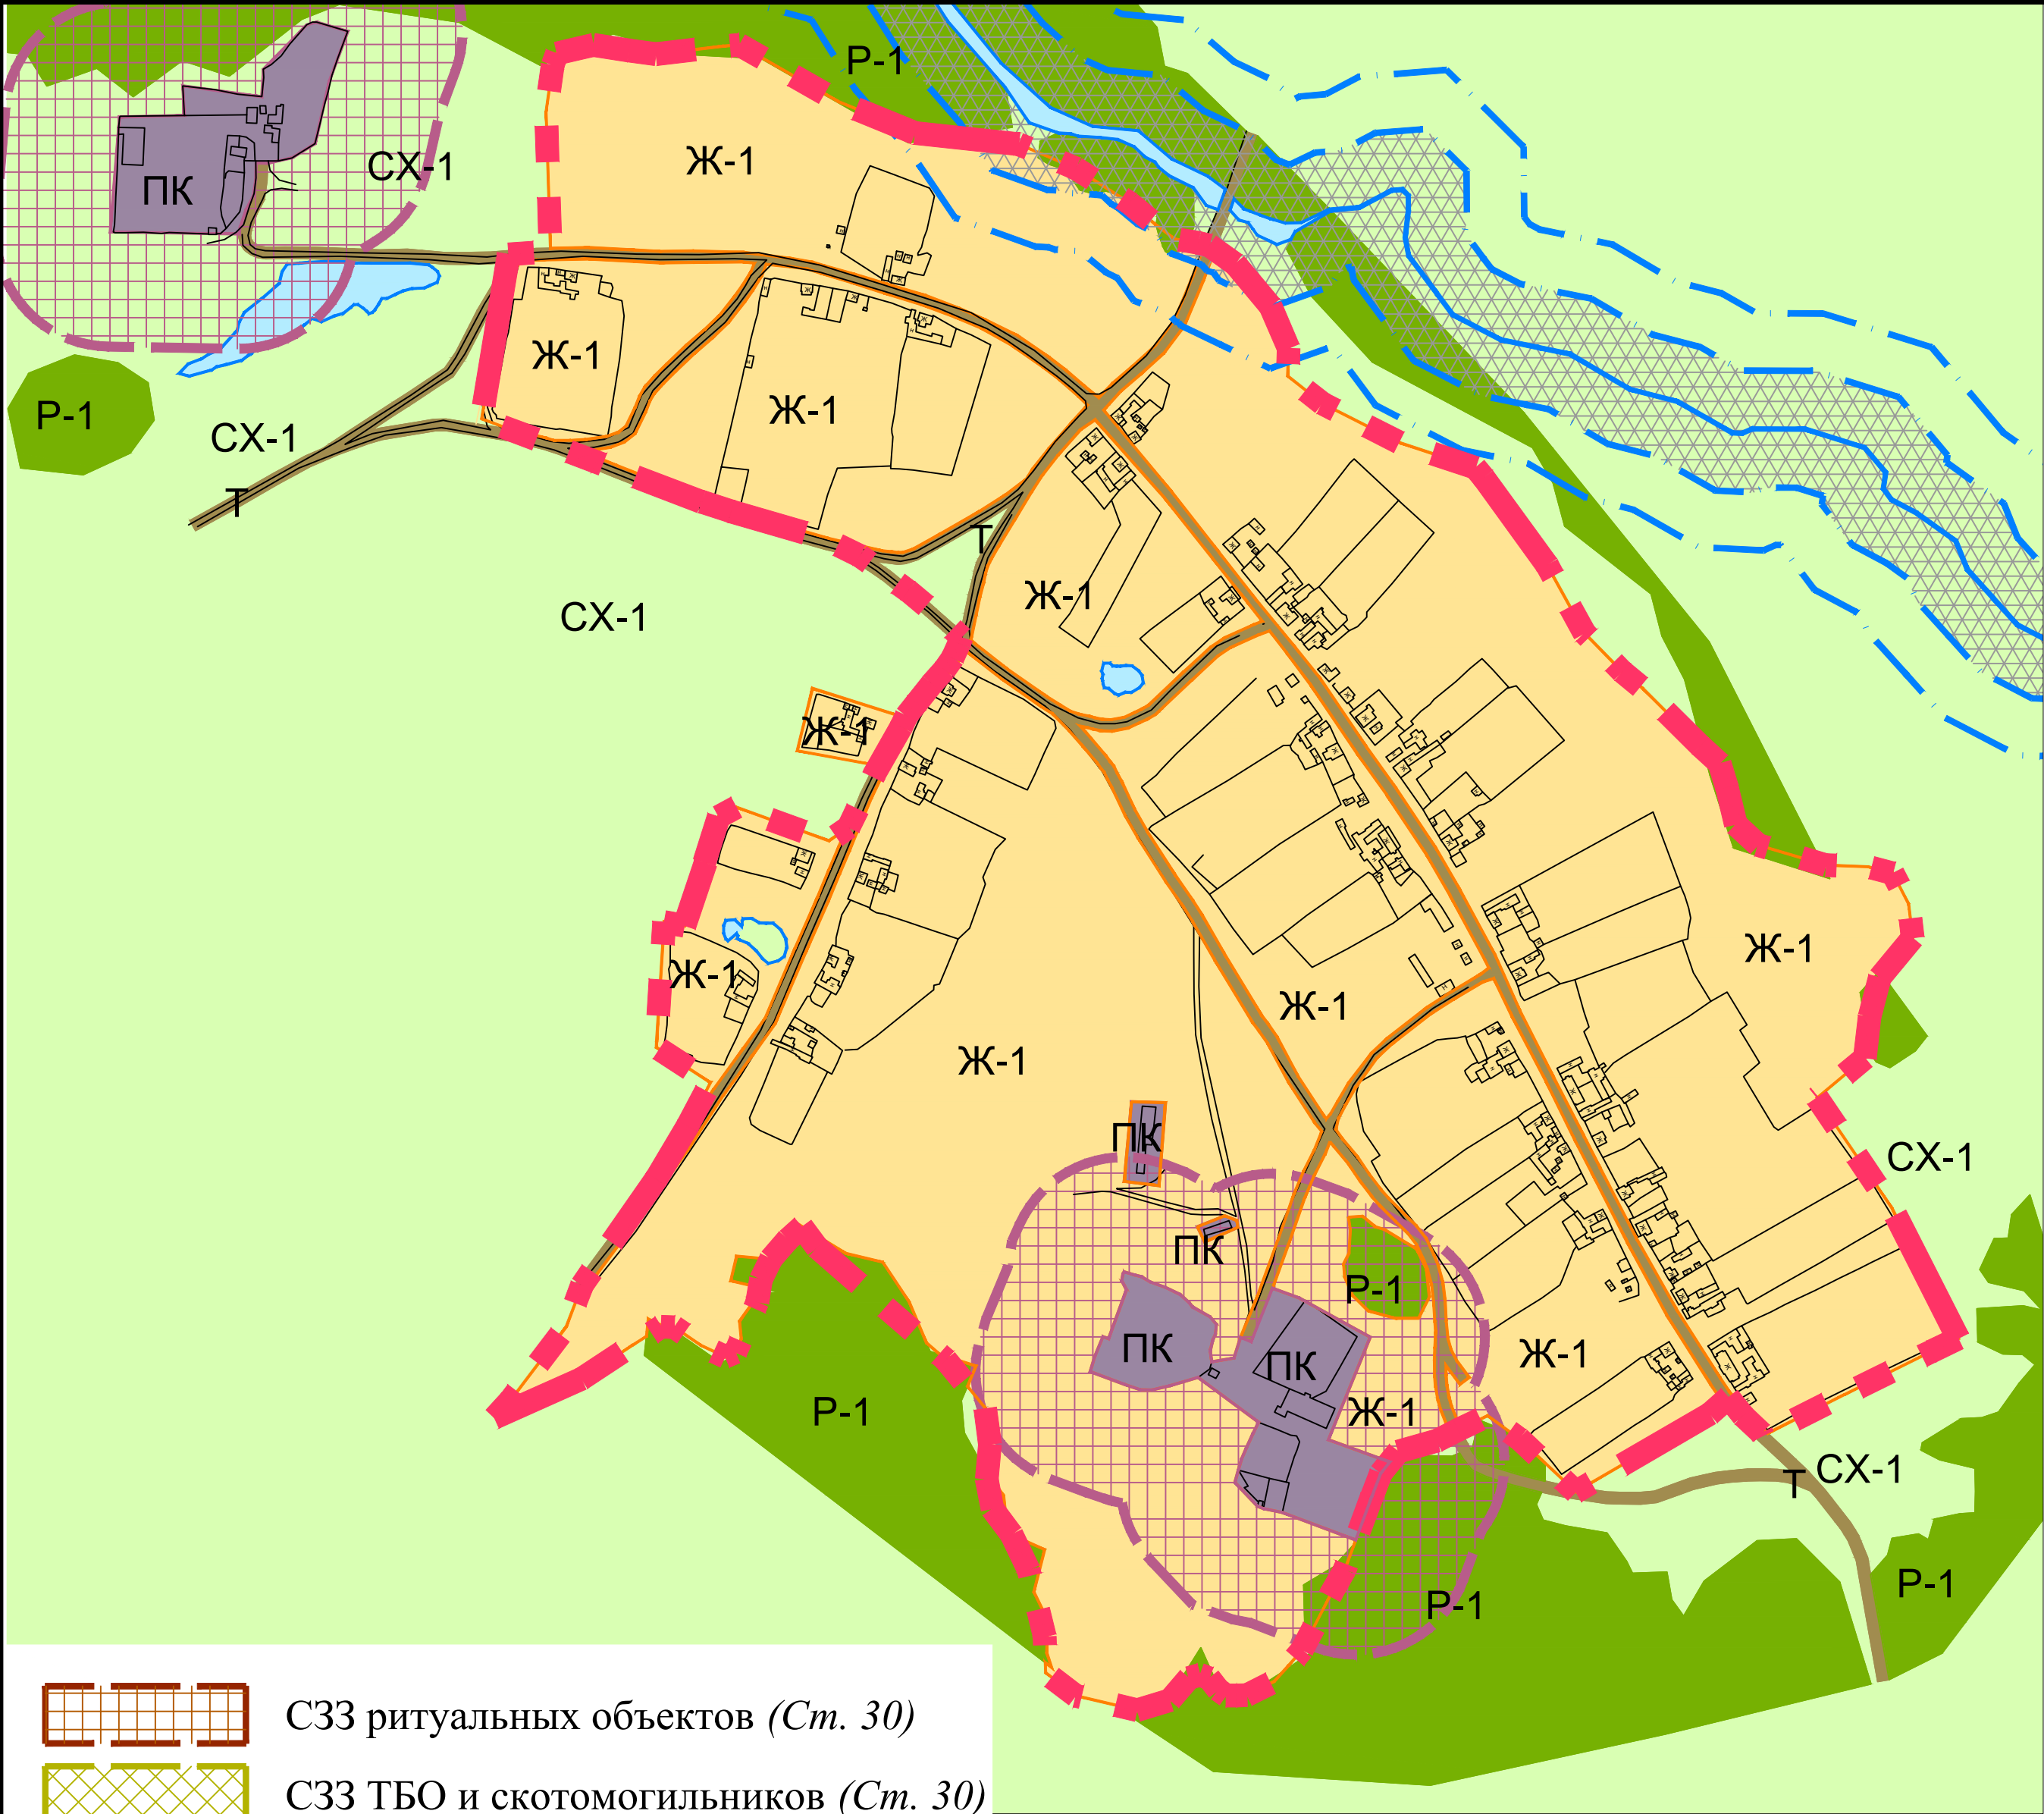 Р-1
Ж-1
СХ-1
ПК
Ж-1
Ж-1
Р-1
СХ-1
Т
Т
Ж-1
СХ-1
Ж-1
Ж-1
Ж-1
Ж-1
Ж-1
ПК
СХ-1
ПК
Р-1
ПК
ПК
Ж-1
Р-1
Ж-1
СХ-1
Т
Р-1
Р-1
СЗЗ ритуальных объектов (Ст. 30)
СЗЗ ТБО и скотомогильников (Ст. 30)